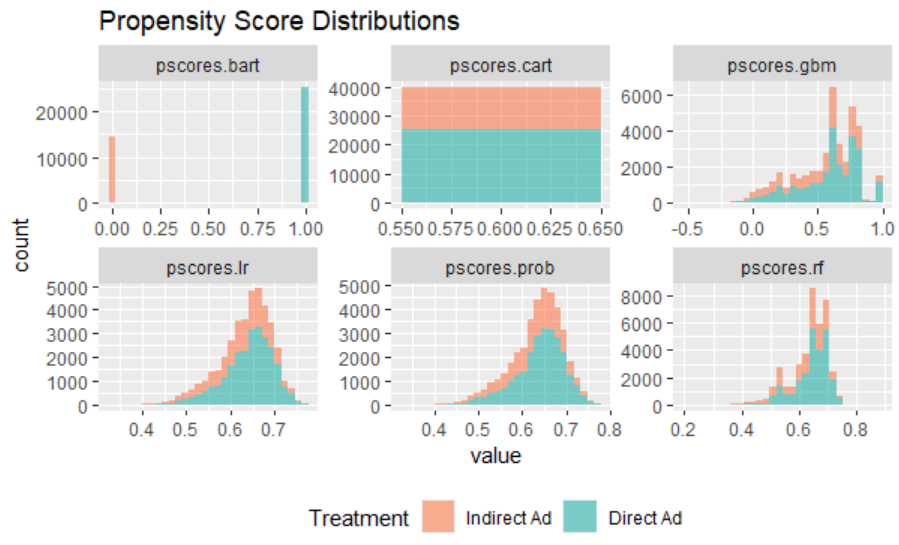 Propensity Score Distributions
pscores.bart pscores.cart pscores.gbm
20000
10000
0
0.00 0.25 0.50 0.75 1.00
40000
30000
20000
10000
0
0.550 0.575 0.600 0.625 0.650
6000
4000
2000
0
-0.5 0.0 0.5 1.0
count
pscores.lr pscores.prob pscores.rf
5000
4000
3000
2000
1000
0
0.4 0.5 0.6 0.7
5000
4000
3000
2000
1000
0
0.4 0.5 0.6 0.7 0.8
8000
6000
4000
2000
0
0.2 0.4 0.6 0.8
value
Treatment Indirect Ad Direct Ad